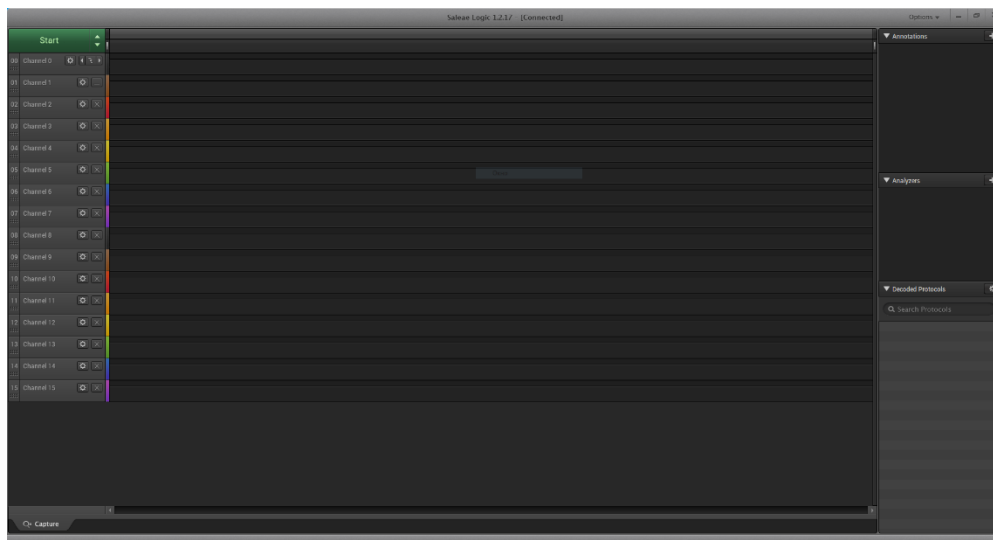 Saleae Logic 1.2.17 [Connected]
Options
Start
Annotations
00 Channel 0
01 Channel 1
02 Channel 2
03 Channel 3
04 Channel 4
05 Channel 5
06 Channel 6
Analyzers
07 Channel 7
08 Channel 8
09 Channel 9
10 Channel 10
Decoded Protocols
11 Channel 11
Search Protocols
12 Channel 12
13 Channel 13
14 Channel 14
15 Channel 15
Capture